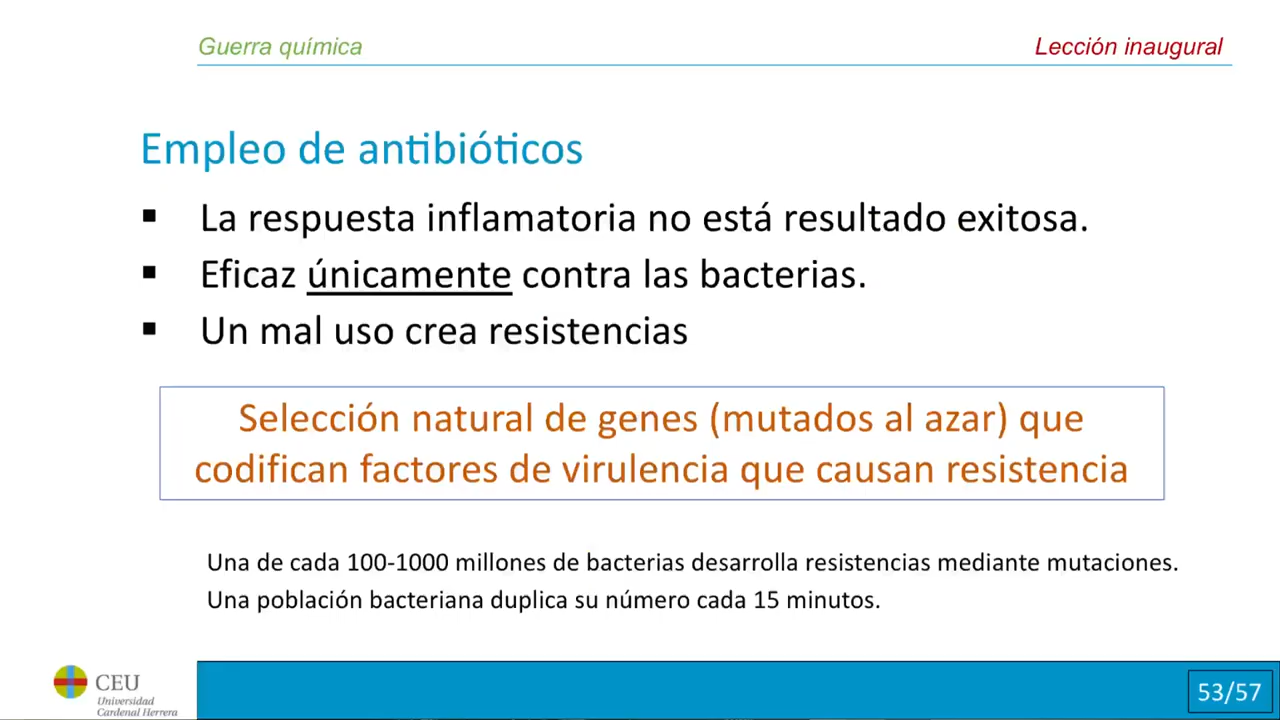 Guerra química
Lección inaugural
Empleo de antibióticos
▪ La respuesta inflamatoria no está resultado exitosa.
▪ Eficaz únicamente contra las bacterias.
▪ Un mal uso crea resistencias
Selección natural de genes (mutados al azar) que
codifican factores de virulencia que causan resistencia
Una de cada 100-1000 millones de bacterias desarrolla resistencias mediante mutaciones.
Una población bacteriana duplica su número cada 15 minutos.
CEU
Universidad
Cardenal Herrera
53/57